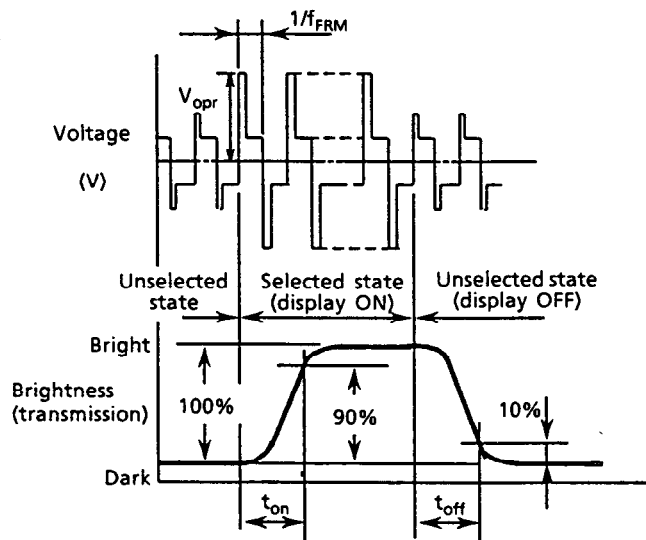 1/fFRM
Vopr
Voltage
(V)
Unselected state
Selected state
(display ON)
Unselected state
(display OFF)
Bright
Brightness
(transmission)
100%
90%
10%
Dark
ton
toff